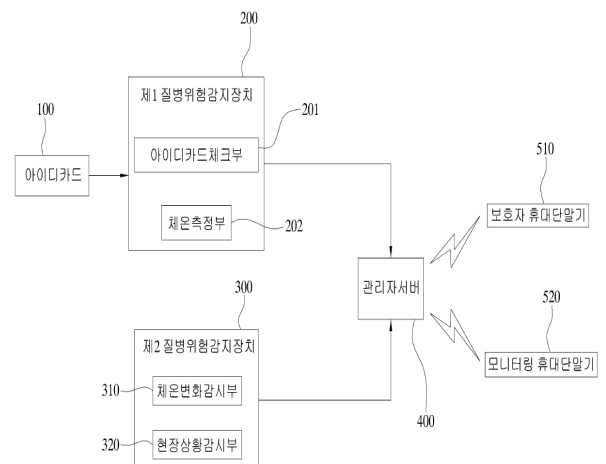 200
제1 질병위험감지장치
100
201
아이디카드
아이디카드체크부
510
보호자 휴대단말기
체온측정부
202
관리자서버
300
520
제2 질병위험감지장치
모니터링 휴대단말기
310
체온변화감시부
400
320
현장상황감시부